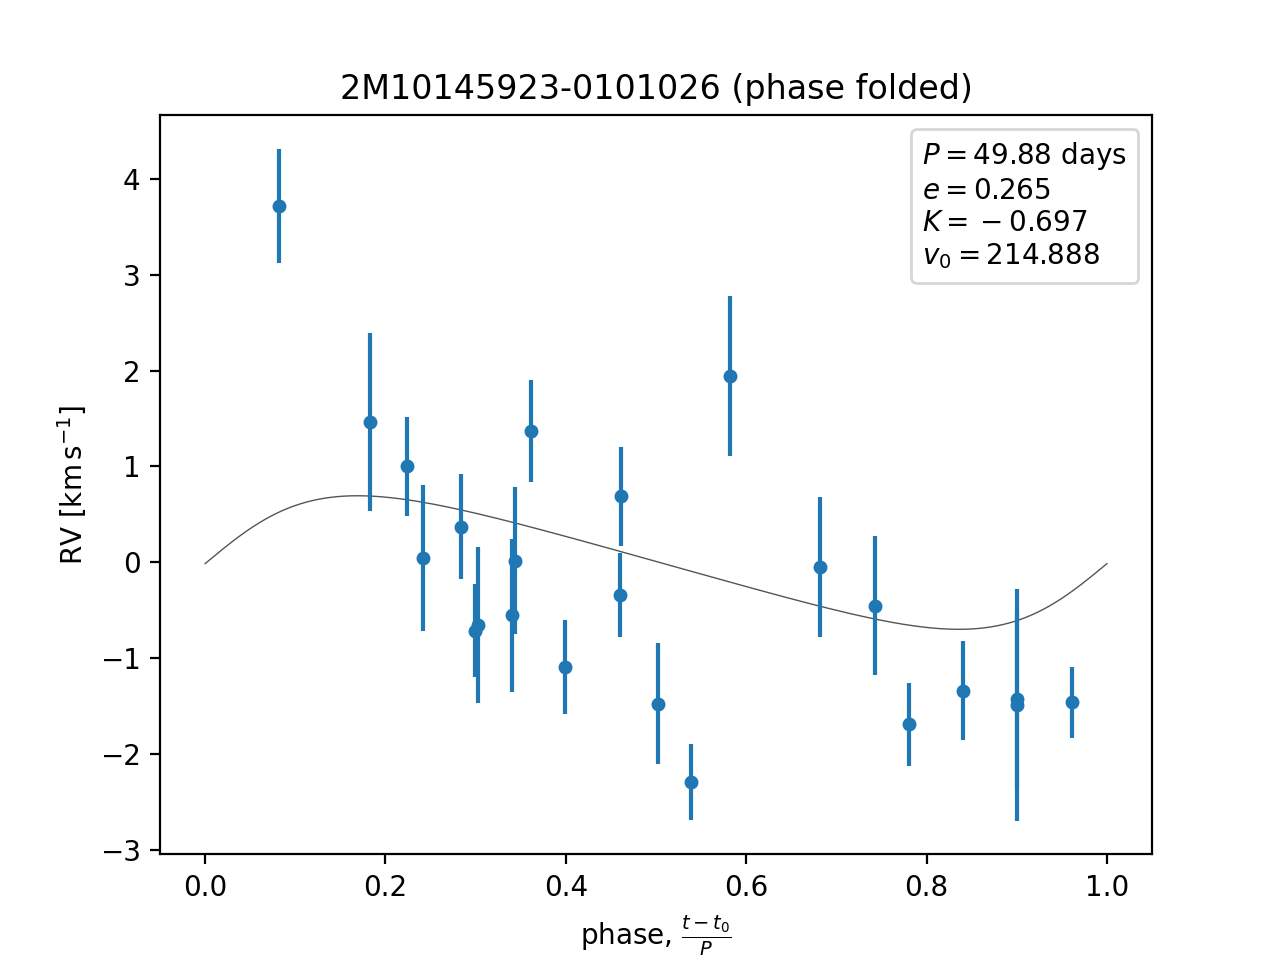 2M10145923-0101026 (phase folded)
P = 49.88 days
e = 0.265
K = −0.697
v₀ = 214.888
RV [km s⁻¹]
4
3
2
1
0
−1
−2
−3
0.0 0.2 0.4 0.6 0.8 1.0
phase, (t − t₀)/P